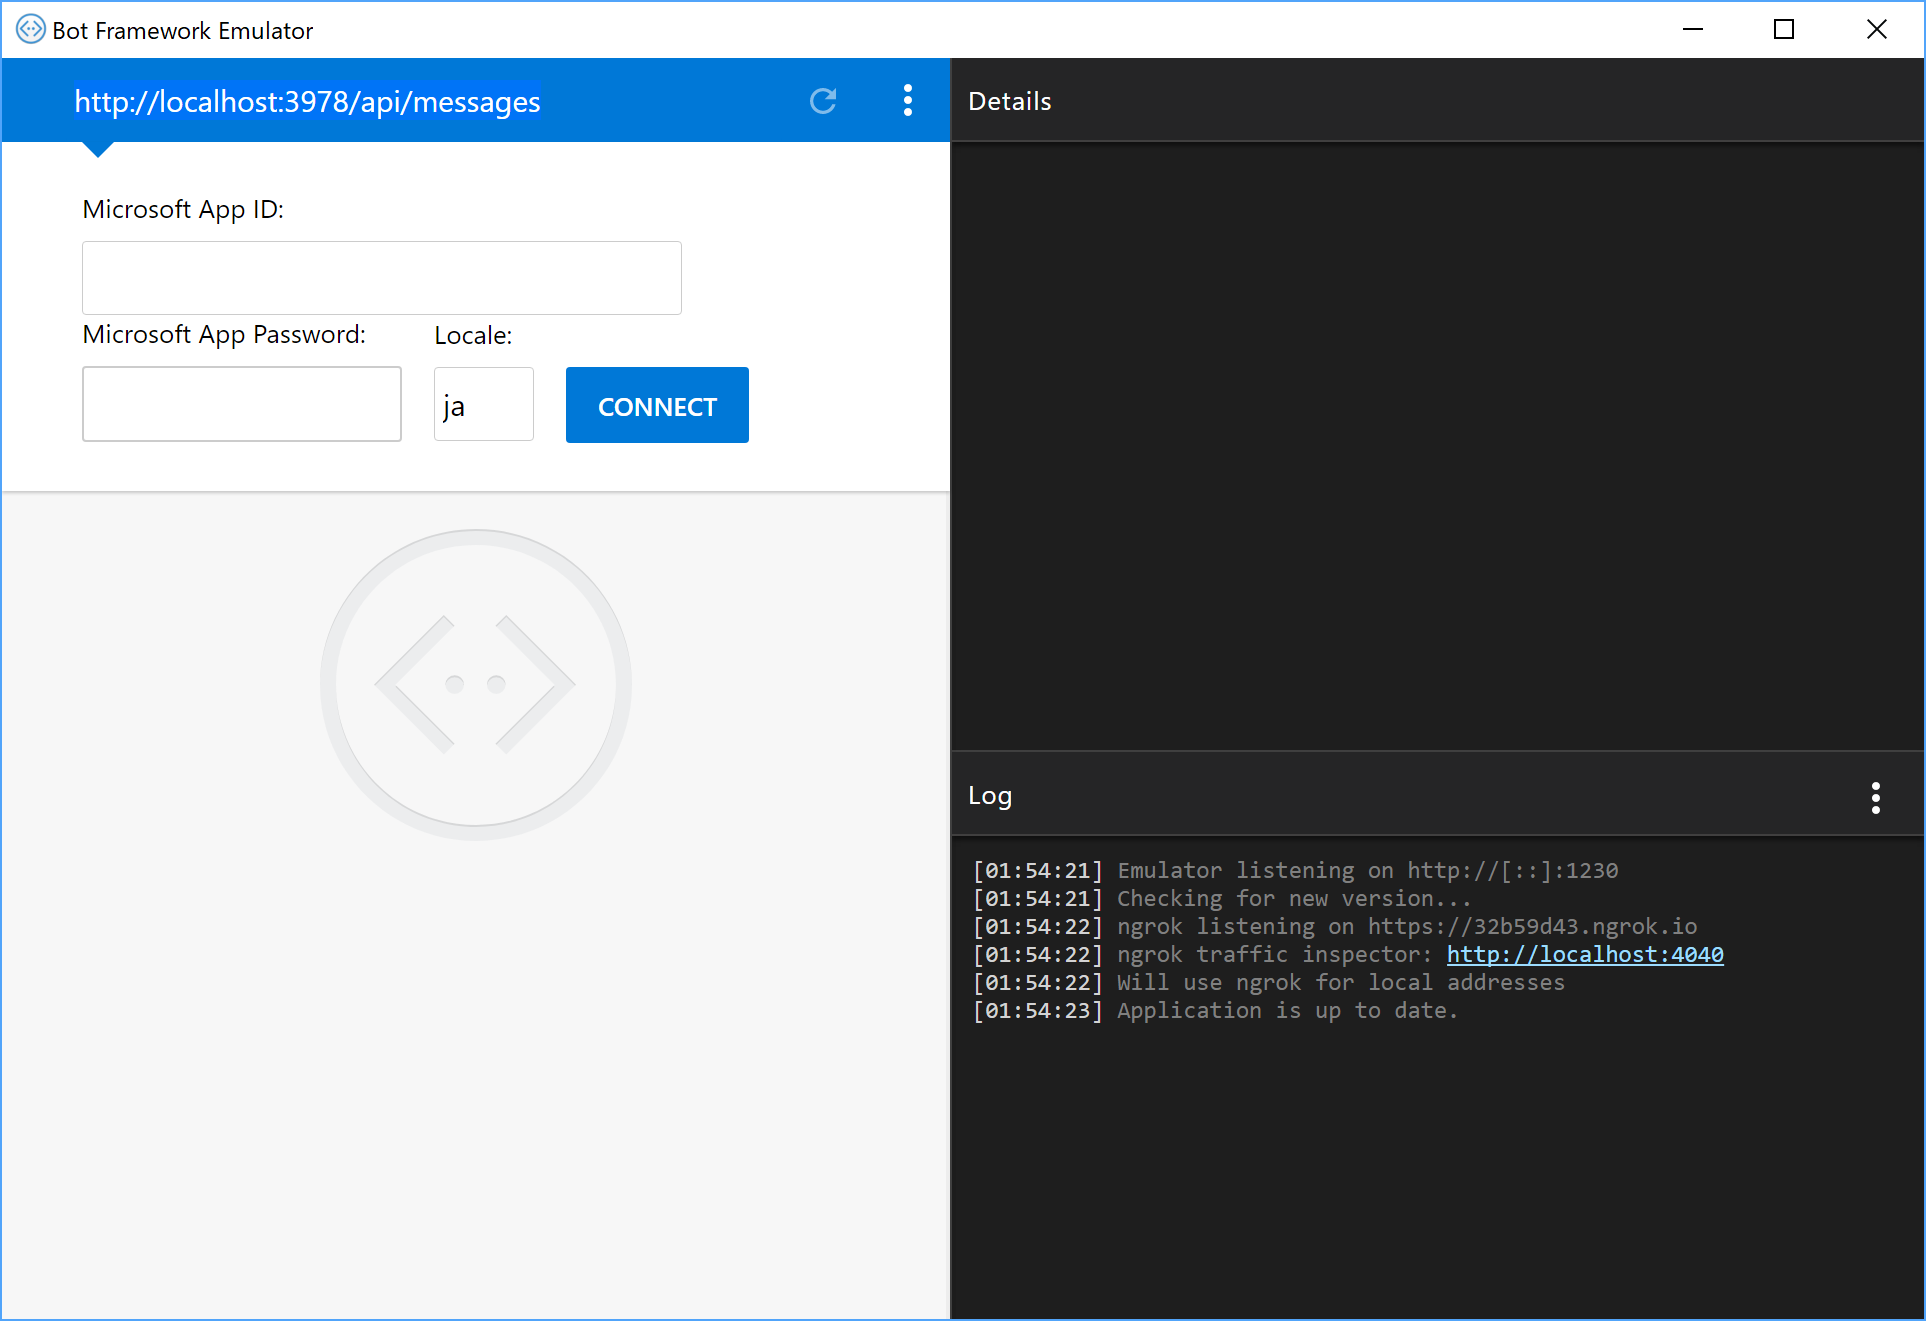 Bot Framework Emulator
http://localhost:3978/api/messages
Microsoft App ID:
Microsoft App Password:
Locale:
ja
CONNECT
Details
Log
[01:54:21] Emulator listening on http://[::]:1230
[01:54:21] Checking for new version...
[01:54:22] ngrok listening on https://32b59d43.ngrok.io
[01:54:22] ngrok traffic inspector: http://localhost:4040
[01:54:22] Will use ngrok for local addresses
[01:54:23] Application is up to date.